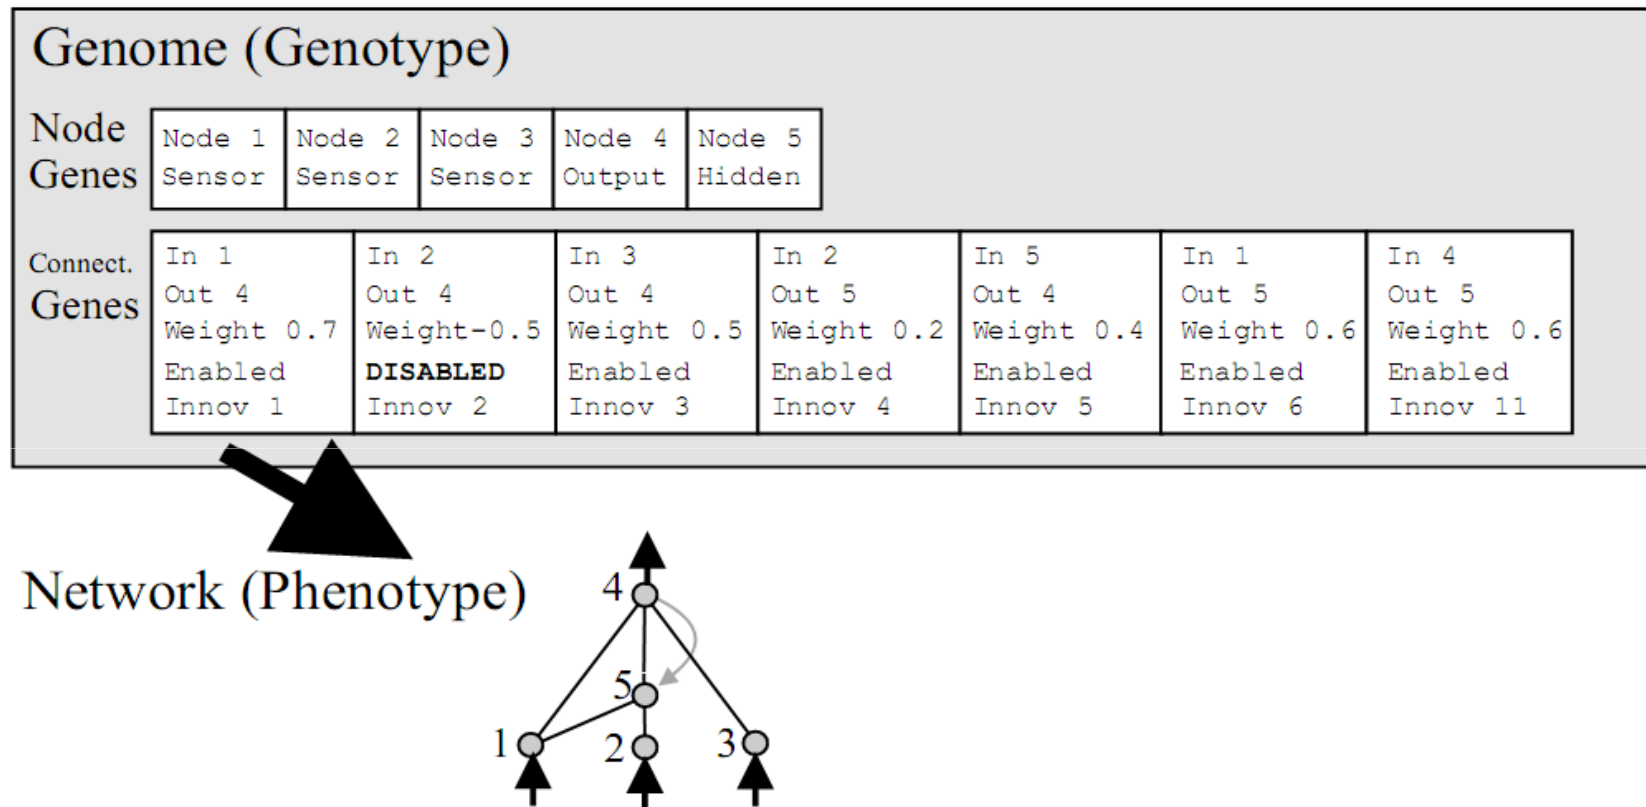 Genome (Genotype)
Node Genes
Node 1 Node 2 Node 3 Node 4 Node 5
Sensor Sensor Sensor Output Hidden
Connect. Genes
In 1 In 2 In 3 In 2 In 5 In 1 In 4
Out 4 Out 4 Out 4 Out 5 Out 4 Out 5 Out 5
Weight 0.7 Weight-0.5 Weight 0.5 Weight 0.2 Weight 0.4 Weight 0.6 Weight 0.6
Enabled DISABLED Enabled Enabled Enabled Enabled Enabled
Innov 1 Innov 2 Innov 3 Innov 4 Innov 5 Innov 6 Innov 11
Network (Phenotype)
4
5
1 2 3